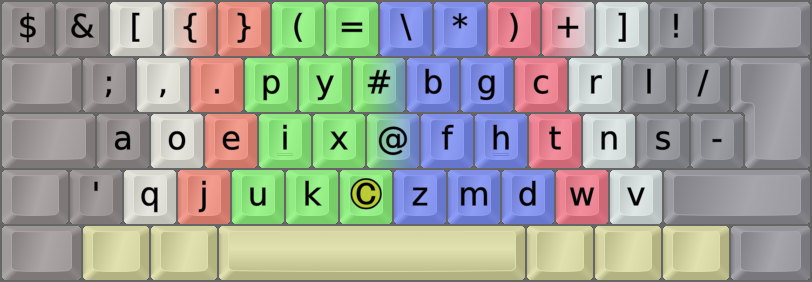 $ & [ { } ( = \ * ) + ] !
; , . p y # b g c r l /
a o e i x @ f h t n s -
' q j u k © z m d w v